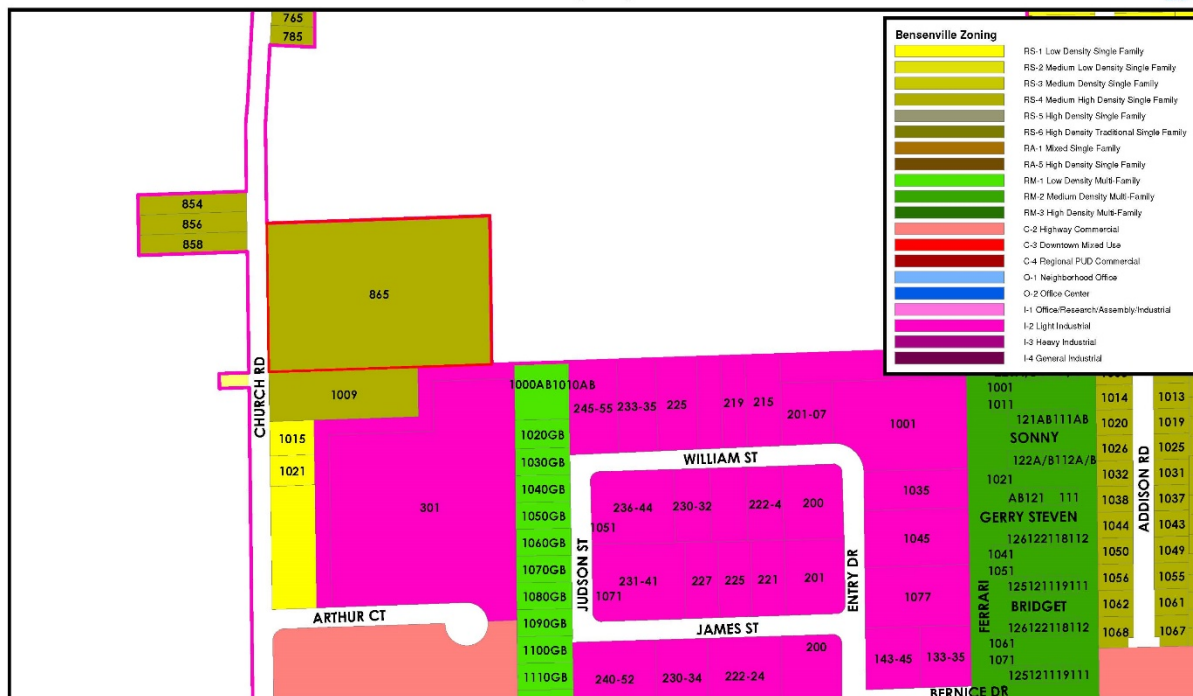 765
785
Bensenville Zoning
RS-1 Low Density Single Family
RS-2 Medium Low Density Single Family
RS-3 Medium Density Single Family
RS-4 Medium High Density Single Family
RS-5 High Density Single Family
RS-6 High Density Traditional Single Family
RA-1 Mixed Single Family
RA-5 High Density Single Family
RM-1 Low Density Multi-Family
RM-2 Medium Density Multi-Family
RM-3 High Density Multi-Family
C-2 Highway Commercial
C-3 Downtown Mixed Use
C-4 Regional PUD Commercial
O-1 Neighborhood Office
O-2 Office Center
I-1 Office/Research/Assembly/Industrial
I-2 Light Industrial
I-3 Heavy Industrial
I-4 General Industrial
854
856
858
865
CHURCH RD
1009
1015
1021
301
ARTHUR CT
1000AB1010AB
1020GB
1030GB
1040GB
1050GB
1060GB
1070GB
1080GB
1090GB
1100GB
1110GB
JUDSON ST
245-55 233-35 225 219 215 201-07
WILLIAM ST
236-44 230-32 222-4 200
1051
231-41 227 225 221 201
1071
JAMES ST
240-52 230-34 222-24 200
ENTRY DR
1001
1035
1045
1077
143-45 133-35
BERNICE DR
1001
1011
121AB111AB
SONNY
122A/B112A/B
1021
AB121 111
GERRY STEVEN
126122118112
1041
1051
125121119111
BRIDGET
126122118112
1061
1071
125121119111
FERRARI
1014
1020
1026
1032
1038
1044
1050
1056
1062
1068
ADDISON RD
1013
1019
1025
1031
1037
1043
1049
1055
1061
1067